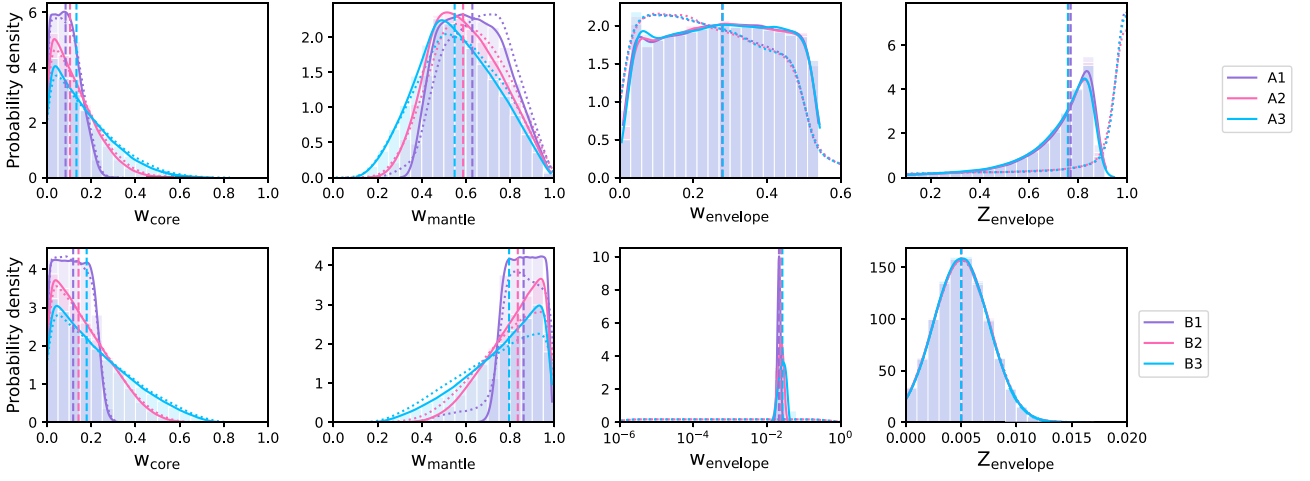 Probability density
6
4
2
0
0.0 0.2 0.4 0.6 0.8 1.0
w_core
2.0
1.5
1.0
0.5
0.0
0.0 0.2 0.4 0.6 0.8 1.0
w_mantle
2.0
1.5
1.0
0.5
0.0
0.0 0.2 0.4 0.6
w_envelope
6
4
2
0
0.4 0.6 0.8 1.0
Z_envelope
A1
A2
A3
Probability density
4
3
2
1
0
0.0 0.2 0.4 0.6 0.8 1.0
w_core
4
3
2
1
0
0.0 0.2 0.4 0.6 0.8 1.0
w_mantle
10
8
6
4
2
0
10⁻⁶ 10⁻⁴ 10⁻² 10⁰
w_envelope
150
100
50
0
0.000 0.005 0.010 0.015 0.020
Z_envelope
B1
B2
B3